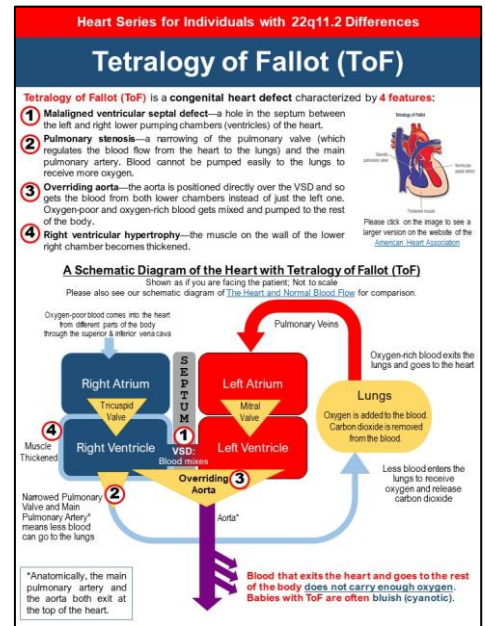 Heart Series for Individuals with 22q11.2 Differences
Tetralogy of Fallot (ToF)
Tetralogy of Fallot (ToF) is a congenital heart defect characterized by 4 features:
1 Malaligned ventricular septal defect—a hole in the septum between
the left and right lower pumping chambers (ventricles) of the heart.
2 Pulmonary stenosis—a narrowing of the pulmonary valve (which
regulates the blood flow from the heart to the lungs) and the main
pulmonary artery. Blood cannot be pumped easily to the lungs to
receive more oxygen.
3 Overriding aorta—the aorta is positioned directly over the VSD and so
gets the blood from both lower chambers instead of just the left one.
Oxygen-poor and oxygen-rich blood gets mixed and pumped to the rest
of the body.
4 Right ventricular hypertrophy—the muscle on the wall of the lower
right chamber becomes thickened.
Tetralogy of Fallot
Stenotic
pulmonary valve
Ventricular
septal defect
Thickened muscle
Please click on the image to see a
larger version on the website of the
American Heart Association
A Schematic Diagram of the Heart with Tetralogy of Fallot (ToF)
Shown as if you are facing the patient; Not to scale
Please also see our schematic diagram of The Heart and Normal Blood Flow for comparison.
Oxygen-poor blood comes into the heart
from different parts of the body
through the superior & inferior vena cava
Pulmonary Veins
Oxygen-rich blood exits the
lungs and goes to the heart
Right Atrium
SEPTUM
Left Atrium
Tricuspid
Valve
Mitral
Valve
Lungs
Oxygen is added to the blood.
Carbon dioxide is removed
from the blood.
4
Muscle
Thickened
Right Ventricle
1
VSD:
Blood mixes
Left Ventricle
Overriding
Aorta
3
Less blood enters the
lungs to receive
oxygen and release
carbon dioxide
Narrowed Pulmonary
Valve and Main
Pulmonary Artery*
means less blood
can go to the lungs
2
Aorta*
*Anatomically, the main
pulmonary artery and
the aorta both exit at
the top of the heart.
Blood that exits the heart and goes to the rest
of the body does not carry enough oxygen.
Babies with ToF are often bluish (cyanotic).